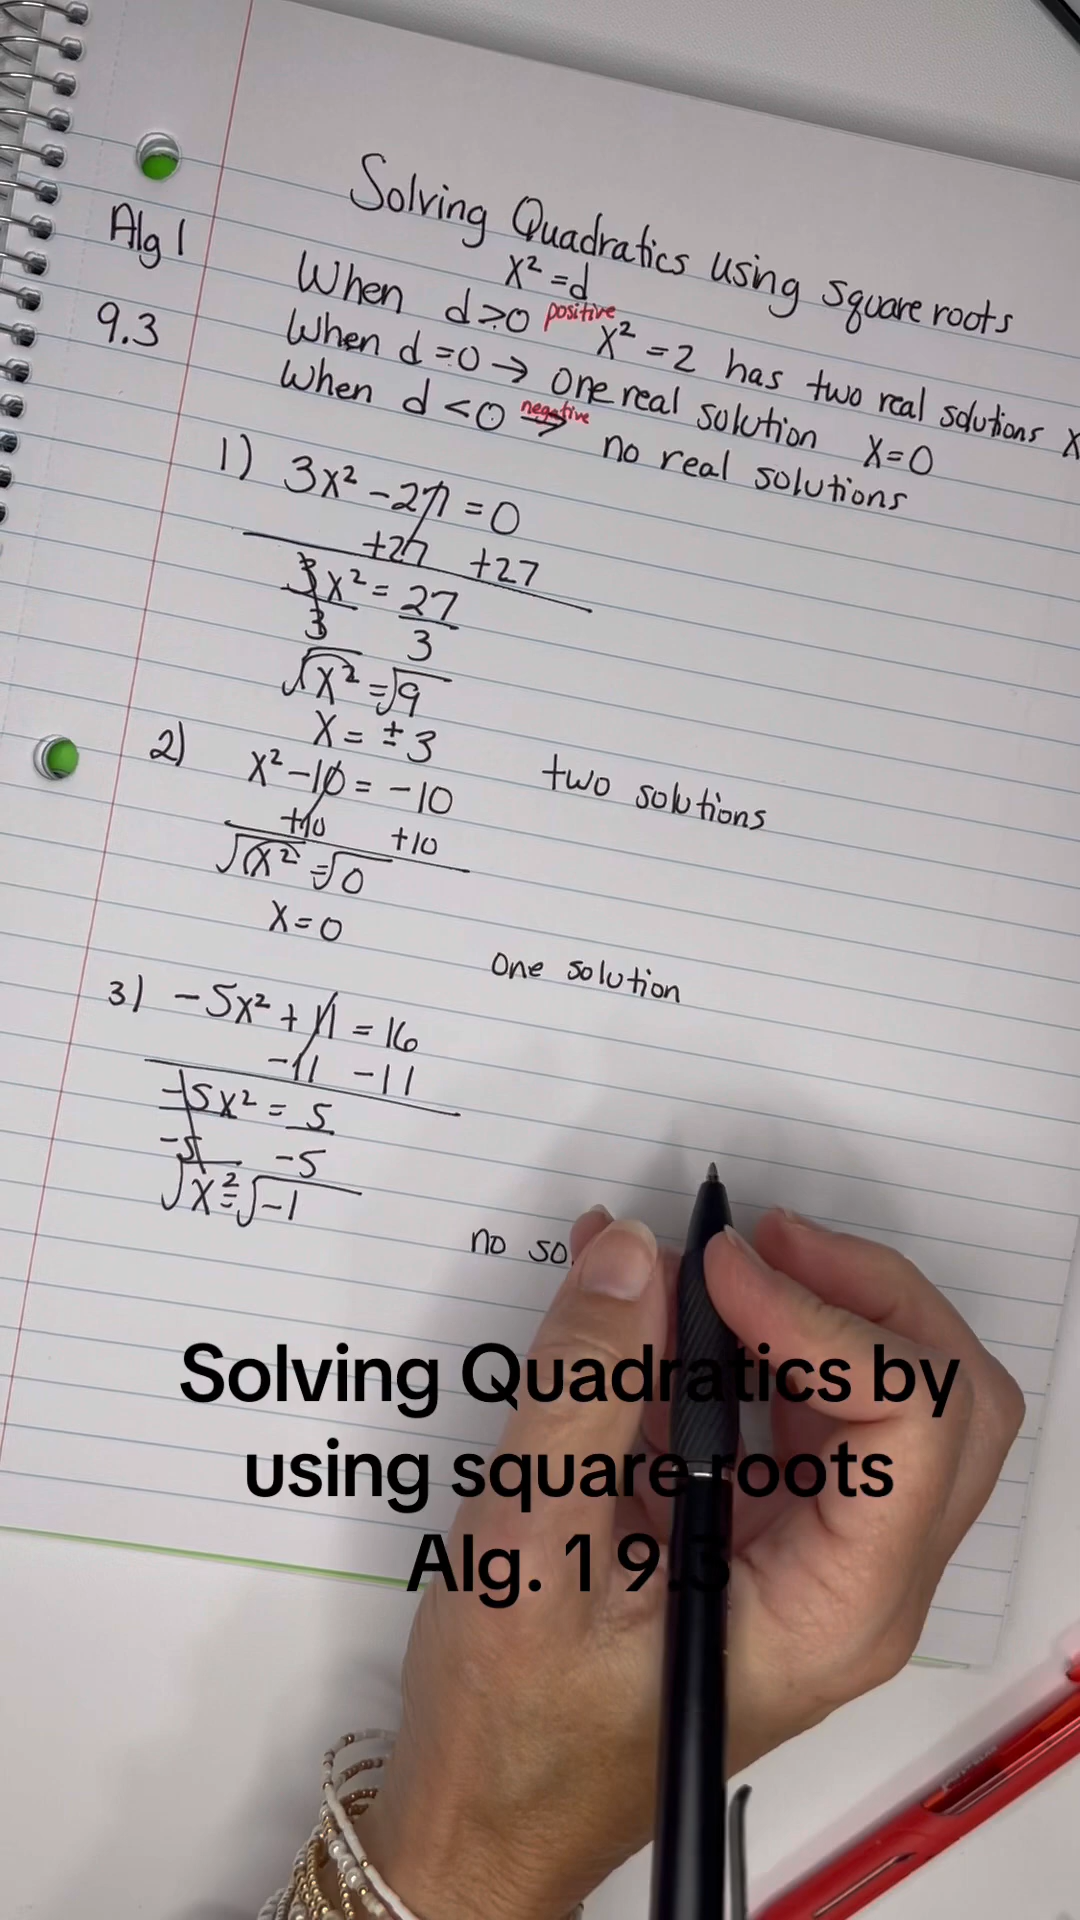 Solving Quadratics using square roots
Alg 1
x² = d
9.3
When d > 0 positive x² = 2 has two real solutions x
When d = 0 → one real solution x = 0
When d < 0 negative → no real solutions
1) 3x² - 27 = 0
+27 +27
3x² = 27
3 3
√x² = √9
x = ± 3
two solutions
2) x² - 10 = -10
+10 +10
√x² = √0
x = 0
one solution
3) -5x² + 11 = 16
-11 -11
-5x² = 5
-5 -5
√x² = √-1
no so
Solving Quadratics by
using square roots
Alg. 1 9.3